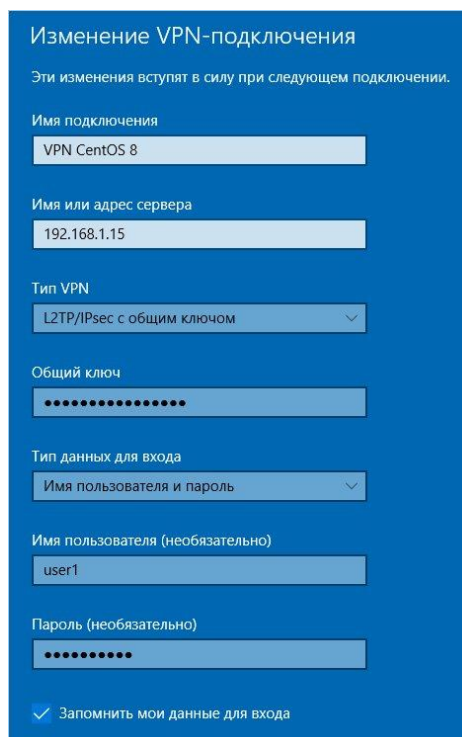 Изменение VPN-подключения
Эти изменения вступят в силу при следующем подключении.
Имя подключения
VPN CentOS 8
Имя или адрес сервера
192.168.1.15
Тип VPN
L2TP/IPsec с общим ключом
Общий ключ
●●●●●●●●●●●●●●●●
Тип данных для входа
Имя пользователя и пароль
Имя пользователя (необязательно)
user1
Пароль (необязательно)
●●●●●●●●●●
Запомнить мои данные для входа